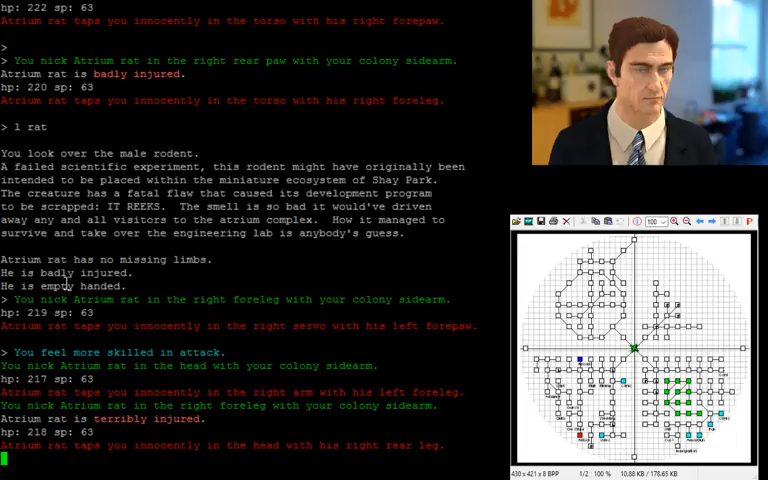 hp: 222 sp: 63
Atrium rat taps you innocently in the torso with his right forepaw.
>
> You nick Atrium rat in the right rear paw with your colony sidearm.
Atrium rat is badly injured.
hp: 220 sp: 63
Atrium rat taps you innocently in the torso with his right foreleg.
> l rat
You look over the male rodent.
A failed scientific experiment, this rodent might have originally been
intended to be placed within the miniature ecosystem of Shay Park.
The creature has a fatal flaw that caused its development program
to be scrapped: IT REEKS. The smell is so bad it would've driven
away any and all visitors to the atrium complex. How it managed to
survive and take over the engineering lab is anybody's guess.
Atrium rat has no missing limbs.
He is badly injured.
He is empty handed.
> You nick Atrium rat in the right foreleg with your colony sidearm.
hp: 219 sp: 63
Atrium rat taps you innocently in the right servo with his left forepaw.
> You feel more skilled in attack.
You nick Atrium rat in the head with your colony sidearm.
hp: 217 sp: 63
Atrium rat taps you innocently in the right arm with his left foreleg.
You nick Atrium rat in the right foreleg with your colony sidearm.
Atrium rat is terribly injured.
hp: 218 sp: 63
Atrium rat taps you innocently in the head with his right rear leg.
100
430 x 421 x 8 BPP 1/2 100 % 10.88 KB / 178.65 KB